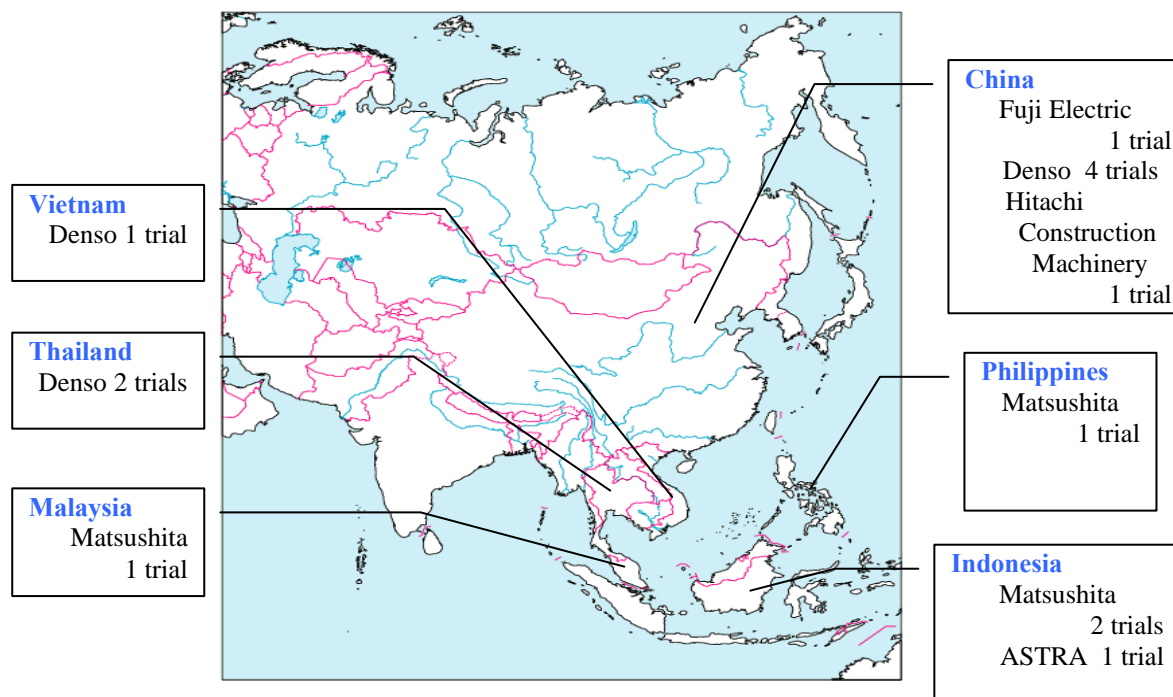 Vietnam
Denso 1 trial
Thailand
Denso 2 trials
Malaysia
Matsushita
1 trial
China
Fuji Electric
1 trial
Denso 4 trials
Hitachi
Construction
Machinery
1 trial
Philippines
Matsushita
1 trial
Indonesia
Matsushita
2 trials
ASTRA 1 trial